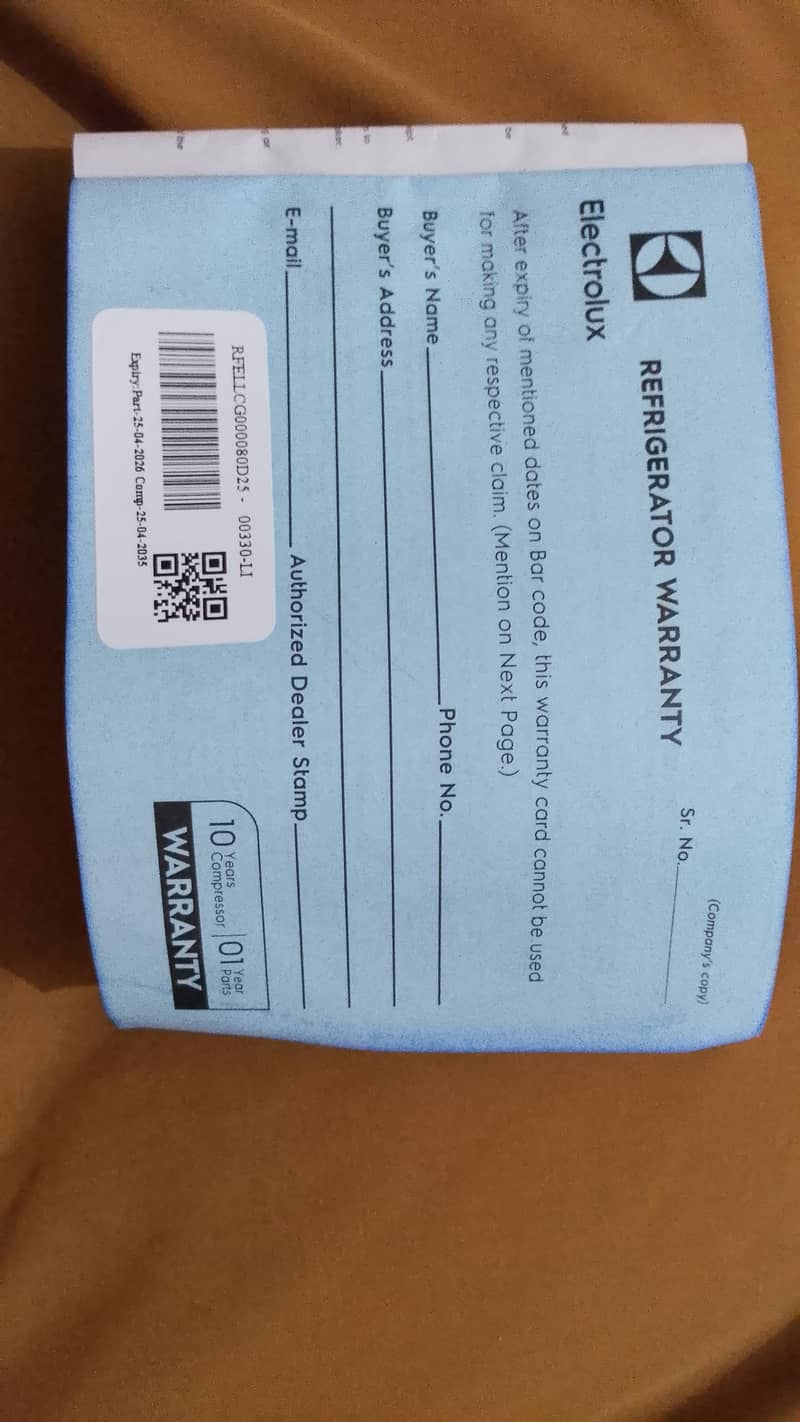 (Company's copy)
REFRIGERATOR WARRANTY
Sr. No.
Electrolux
After expiry of mentioned dates on Bar code, this warranty card cannot be used
for making any respective claim. (Mention on Next Page.)
Buyer's Name Phone No.
Buyer's Address
E-mail Authorized Dealer Stamp
RFELLCG000080D25 - 00330-LI
Expiry:Part-25-04-2026 Comp-25-04-2035
10 Years Compressor 01 Year Parts
WARRANTY
be
or